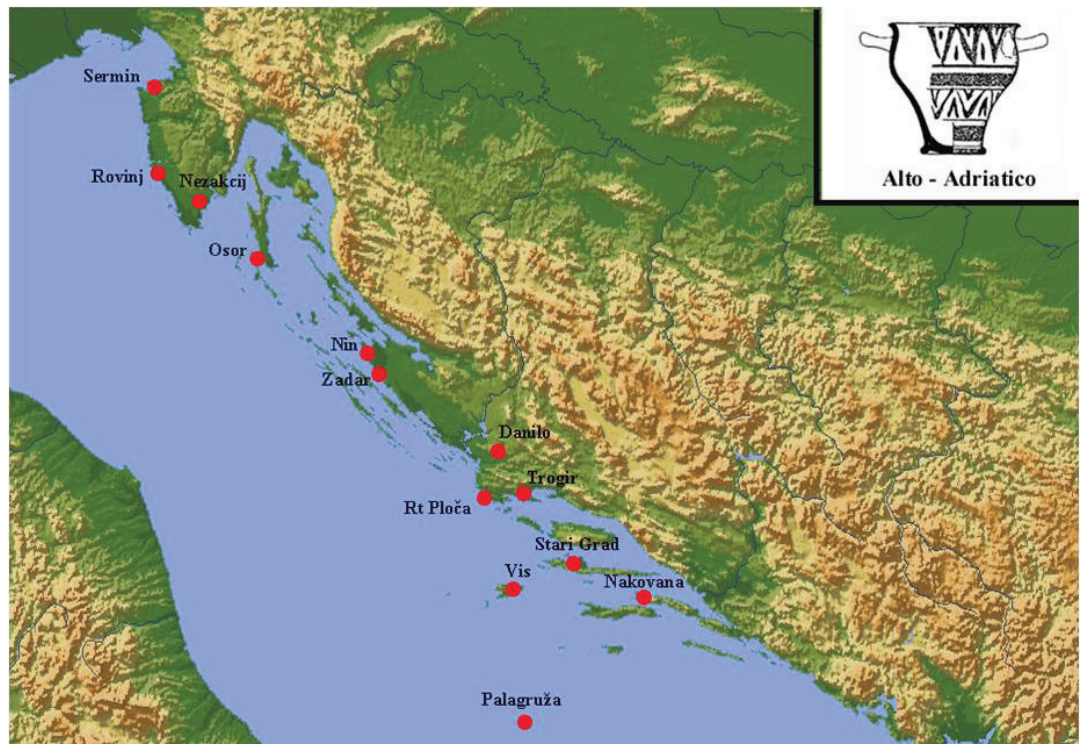 Sermin
Alto - Adriatico
Rovinj
Nezakcij
Osor
Nin
Zadar
Danilo
Trogir
Rt Ploča
Stari Grad
Vis
Nakovana
Palagruža